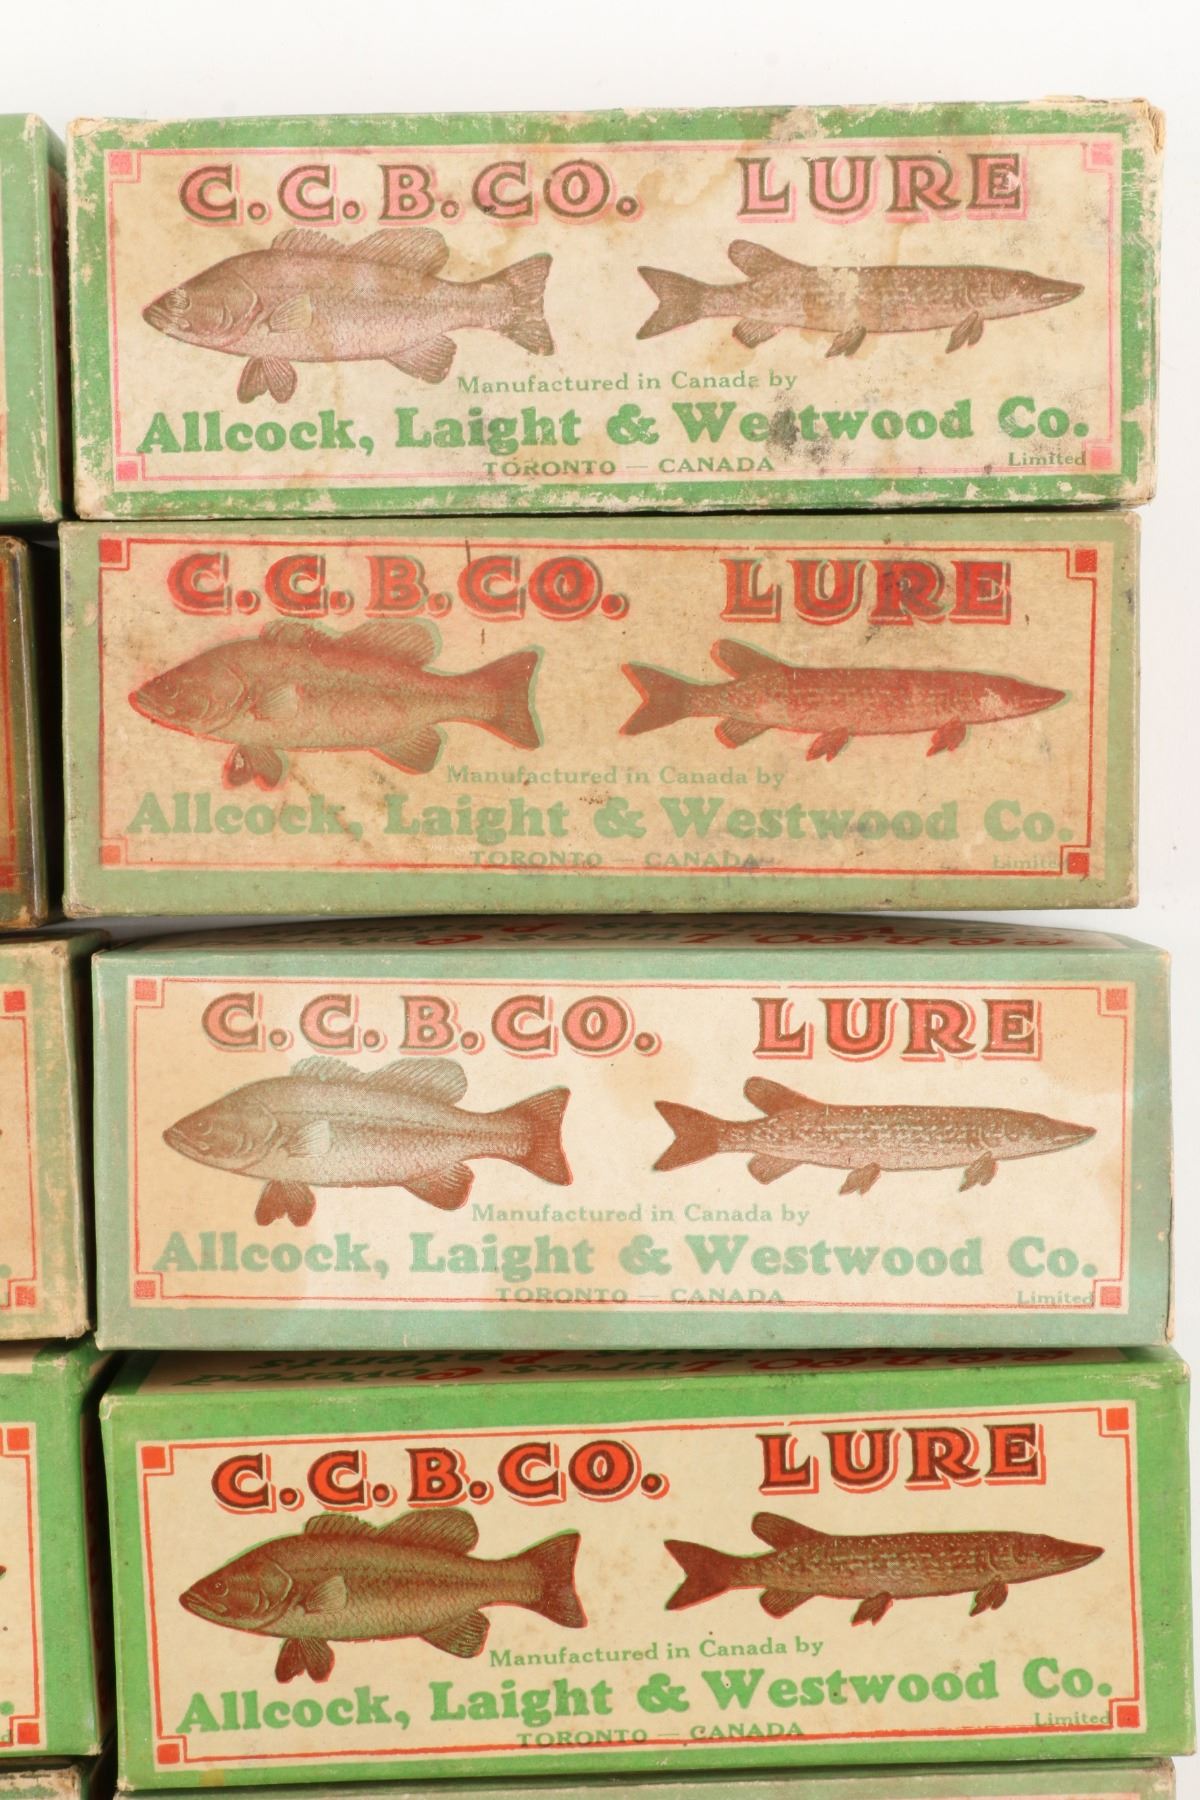 C.C.B.CO. LURE
Manufactured in Canada by
Allcock, Laight & Westwood Co.
Limited
TORONTO — CANADA
C.C.B.CO. LURE
Manufactured in Canada by
Allcock, Laight & Westwood Co.
Limited
TORONTO — CANADA
C.C.B.CO. LURE
Manufactured in Canada by
Allcock, Laight & Westwood Co.
Limited
TORONTO — CANADA
C.C.B.CO. LURE
Manufactured in Canada by
Allcock, Laight & Westwood Co.
Limited
TORONTO — CANADA